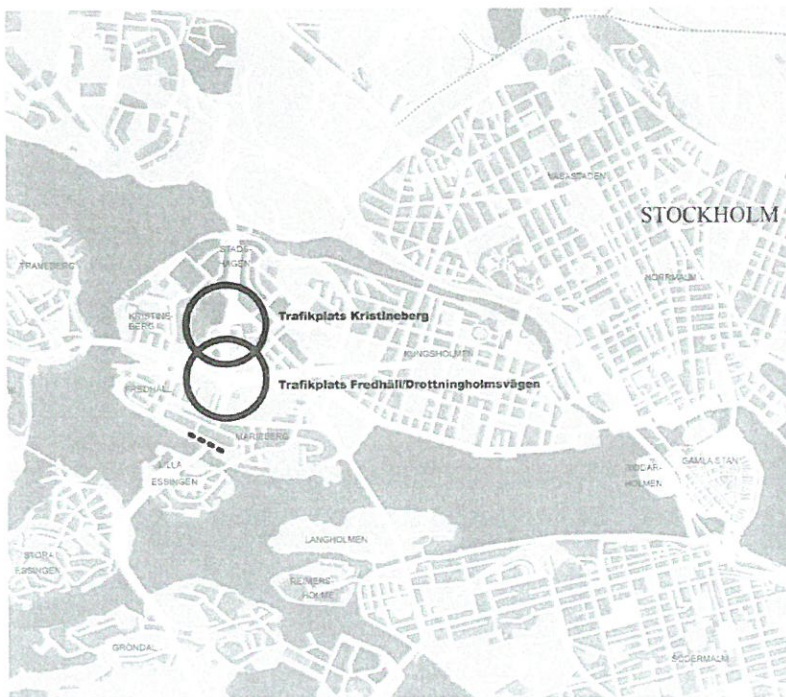 VASASTADEN
STOCKHOLM
STADS-
HAGEN
TRANEBERG
NORRMALM
KRISTINE-
BERG
Trafikplats Kristineberg
KUNGSHOLMEN
FREDHÄLL
Trafikplats Fredhäll/Drottningholmsvägen
MARIEBERG
LILLA
ESSINGEN
RIDDAR-
HOLMEN
GAMLA STAN
STORA
ESSINGEN
LÅNGHOLMEN
REIMERS-
HOLME
GRÖNDAL
SÖDERMALM